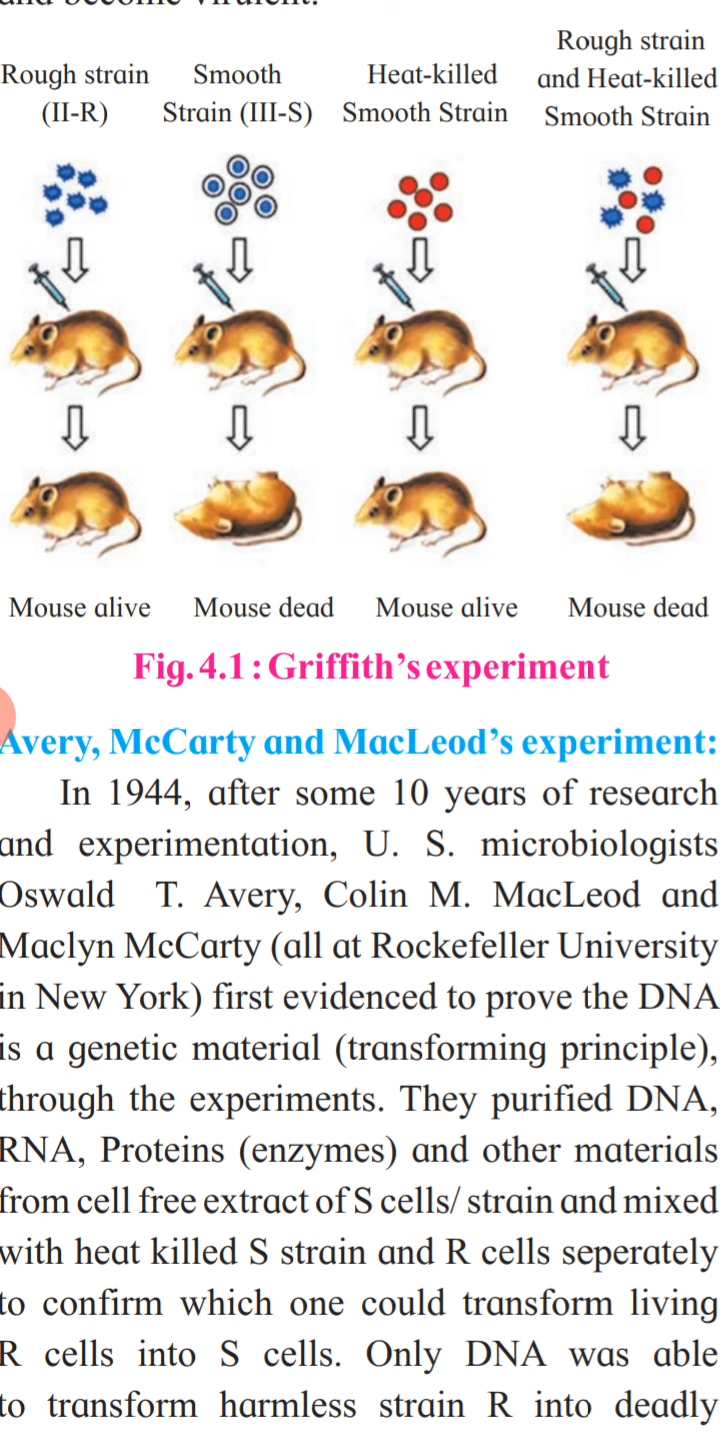 and become virulent.
Rough strain (II-R)
Smooth Strain (III-S)
Heat-killed Smooth Strain
Rough strain and Heat-killed Smooth Strain
Mouse alive
Mouse dead
Mouse alive
Mouse dead
Fig. 4.1 : Griffith's experiment
Avery, McCarty and MacLeod's experiment:
In 1944, after some 10 years of research
and experimentation, U. S. microbiologists
Oswald T. Avery, Colin M. MacLeod and
Maclyn McCarty (all at Rockefeller University
in New York) first evidenced to prove the DNA
is a genetic material (transforming principle),
through the experiments. They purified DNA,
RNA, Proteins (enzymes) and other materials
from cell free extract of S cells/ strain and mixed
with heat killed S strain and R cells seperately
to confirm which one could transform living
R cells into S cells. Only DNA was able
to transform harmless strain R into deadly